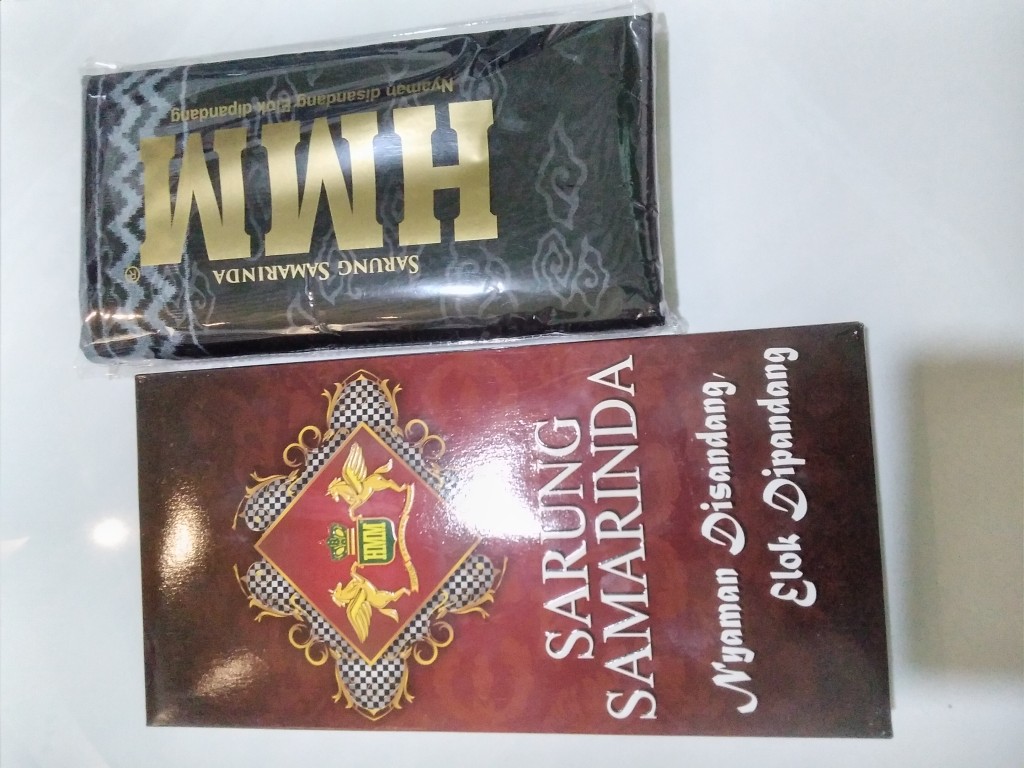 SARUNG SAMARINDA
HMM
®
Nyaman disandang Elok dipandang
HMM
SARUNG
SAMARINDA
Nyaman Disandang,
Elok Dipandang